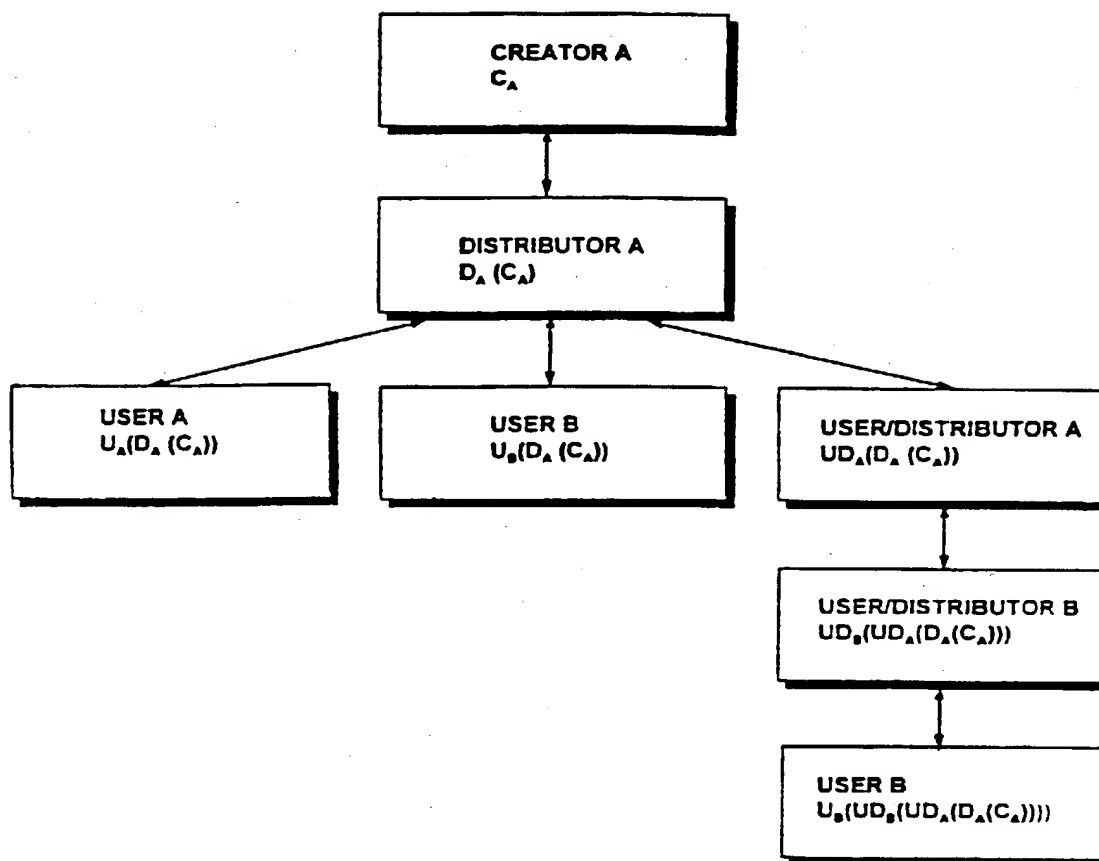 CREATOR A
C_A
DISTRIBUTOR A
D_A (C_A)
USER A
U_A(D_A (C_A))
USER B
U_B(D_A (C_A))
USER/DISTRIBUTOR A
UD_A(D_A (C_A))
USER/DISTRIBUTOR B
UD_B(UD_A(D_A(C_A)))
USER B
U_B(UD_B(UD_A(D_A(C_A))))